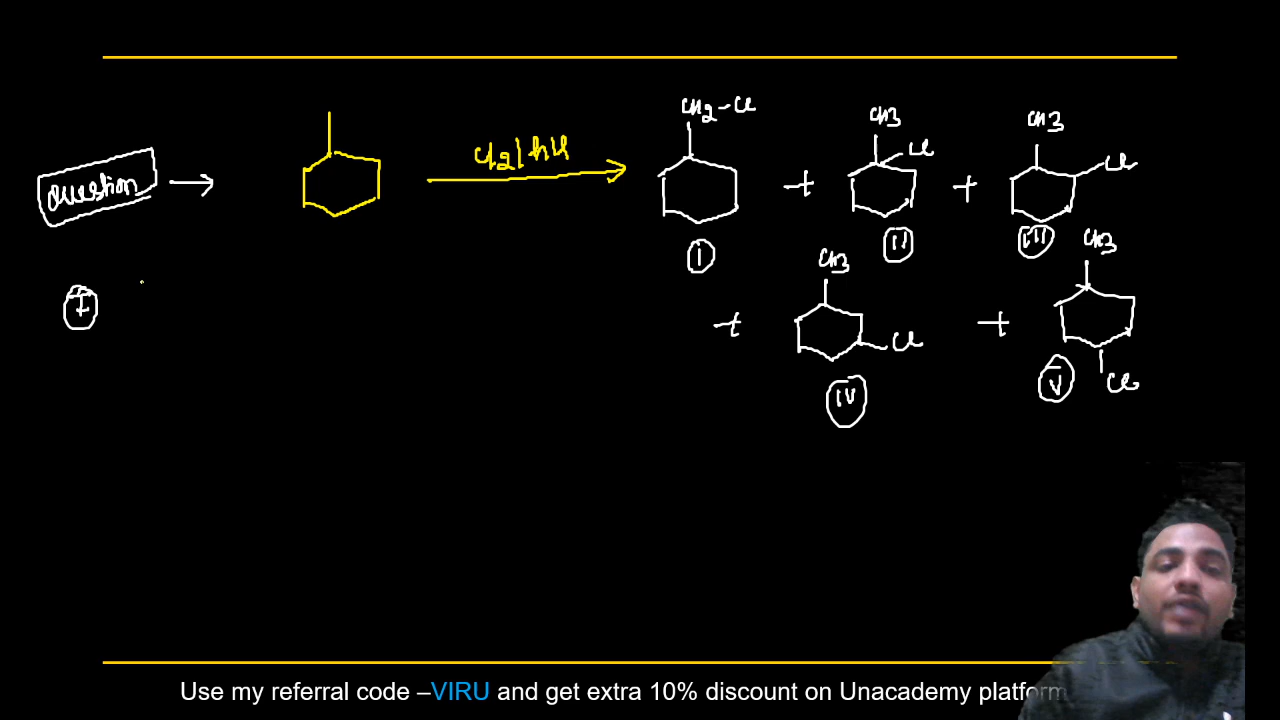 Question →
Cl2/hν
CH2-Cl
CH3
Cl
CH3
Cl
+
+
I
II
III
+
CH3
Cl
+
CH3
Cl
IV
V
I
Use my referral code –VIRU and get extra 10% discount on Unacademy platform